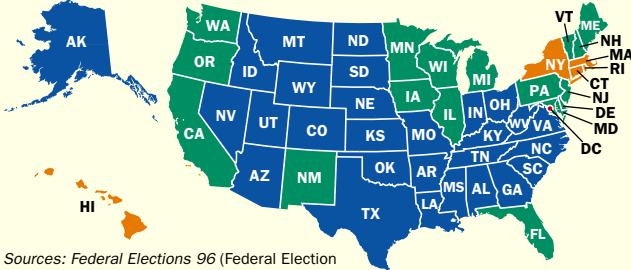 VT
ME
AK
WA
MT
ND
MN
NH
MA
OR
ID
SD
WI
MI
NY
RI
CT
WY
IA
PA
NJ
NE
NV
UT
CO
IL
IN
OH
DE
CA
KS
MO
WV
VA
MD
KY
DC
AZ
NM
OK
AR
TN
NC
SC
HI
TX
LA
MS
AL
GA
FL
Sources: Federal Elections 96 (Federal Election